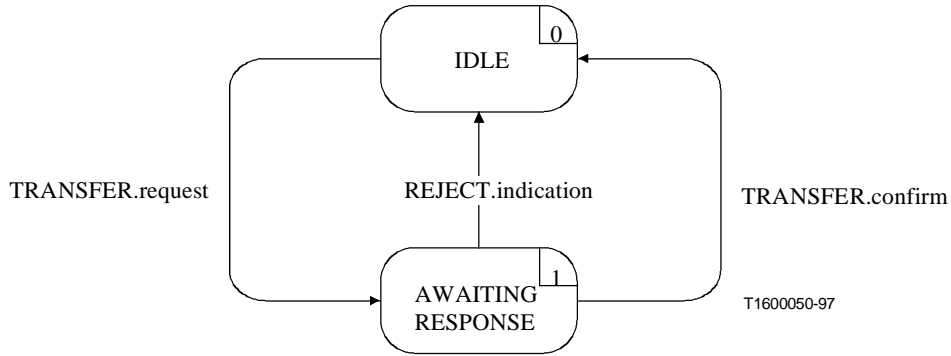 0
IDLE
TRANSFER.request
REJECT.indication
TRANSFER.confirm
1
AWAITING
RESPONSE
T1600050-97